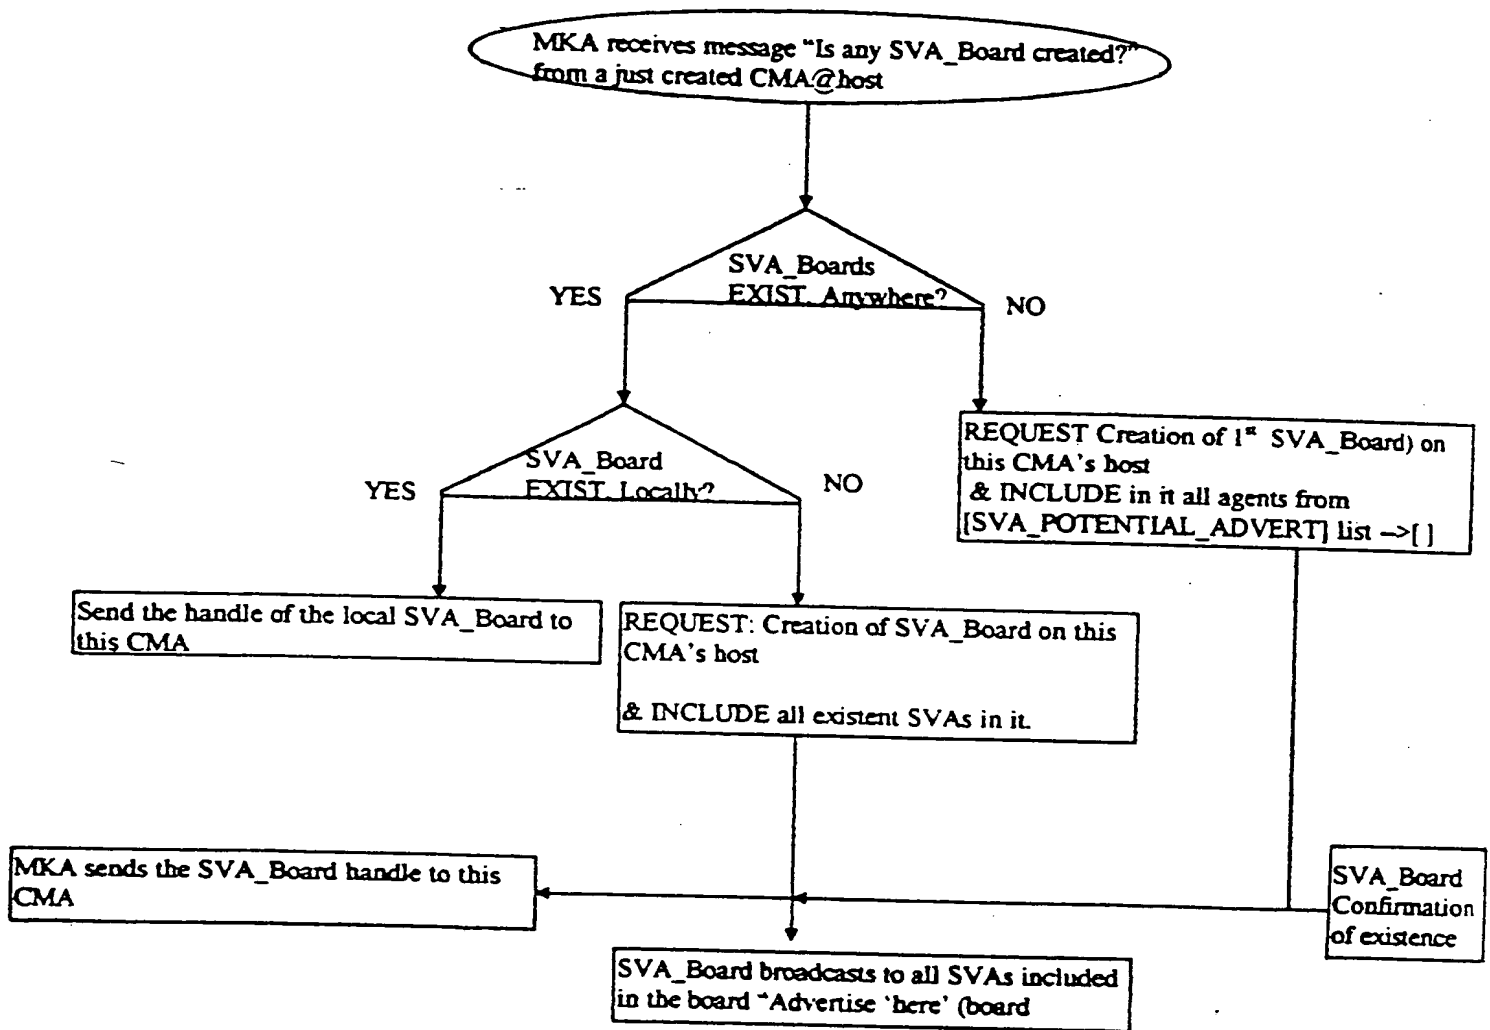 MKA receives message "Is any SVA_Board created?"
from a just created CMA@host
SVA_Boards
EXIST Anywhere?
YES
NO
SVA_Board
EXIST Locally?
YES
NO
REQUEST Creation of 1st SVA_Board) on
this CMA's host
& INCLUDE in it all agents from
[SVA_POTENTIAL_ADVERT] list -->[ ]
Send the handle of the local SVA_Board to
this CMA
REQUEST: Creation of SVA_Board on this
CMA's host
& INCLUDE all existent SVAs in it.
MKA sends the SVA_Board handle to this
CMA
SVA_Board
Confirmation
of existence
SVA_Board broadcasts to all SVAs included
in the board "Advertise 'here' (board